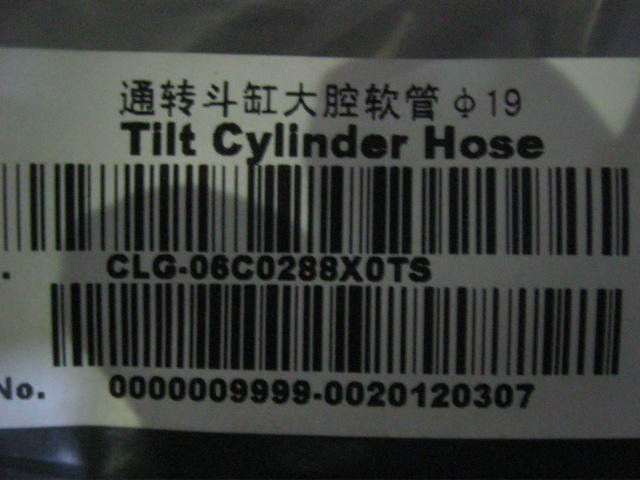 通转斗缸大腔软管 φ19
Tilt Cylinder Hose
. CLG-06C0288X0TS
No. 0000009999-0020120307